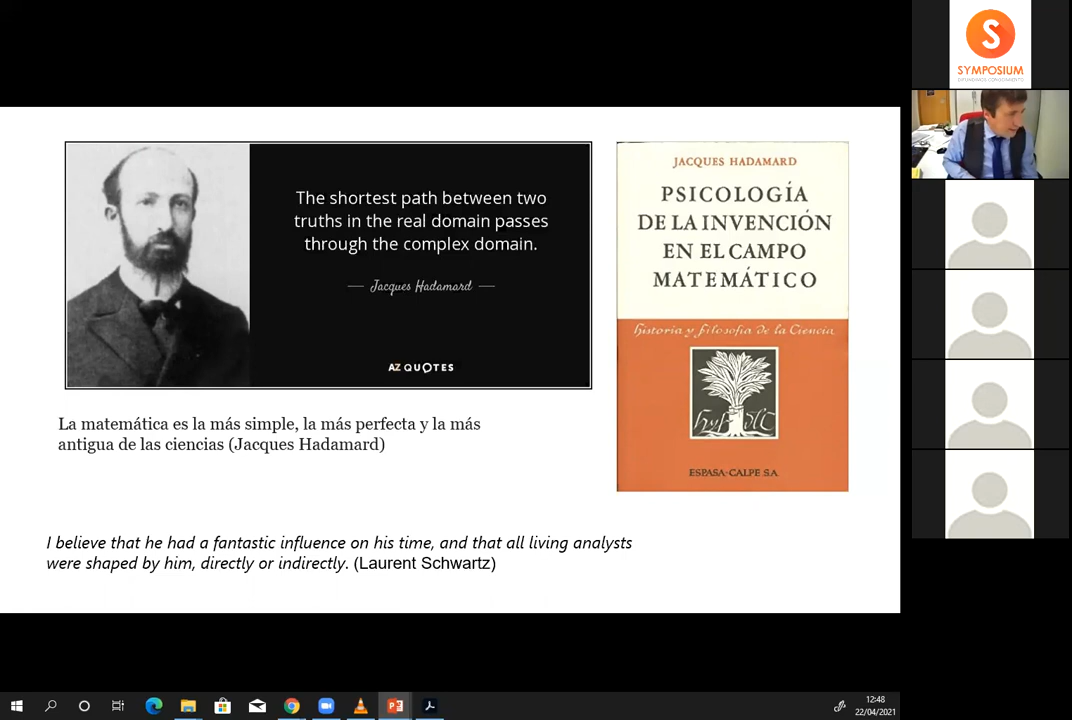 SYMPOSIUM
The shortest path between two
truths in the real domain passes
through the complex domain.
Jacques Hadamard
AZ QUOTES
JACQUES HADAMARD
PSICOLOGÍA
DE LA INVENCIÓN
EN EL CAMPO
MATEMÁTICO
historia y filosofia de la Ciencia
ESPASA-CALPE S.A.
La matemática es la más simple, la más perfecta y la más
antigua de las ciencias (Jacques Hadamard)
I believe that he had a fantastic influence on his time, and that all living analysts
were shaped by him, directly or indirectly. (Laurent Schwartz)
12:48
22/04/2021